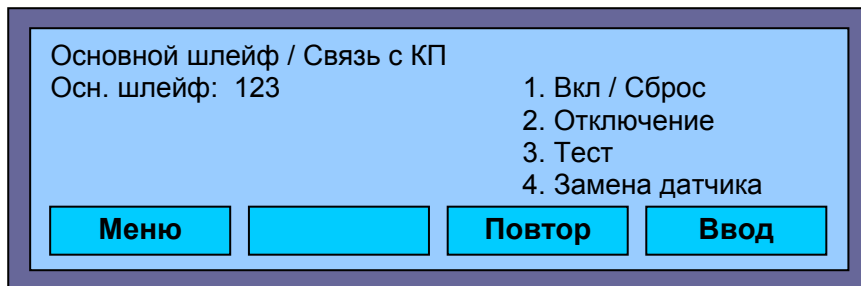 Основной шлейф / Связь с КП
Осн. шлейф: 123
1. Вкл / Сброс
2. Отключение
3. Тест
4. Замена датчика
Меню
Повтор
Ввод